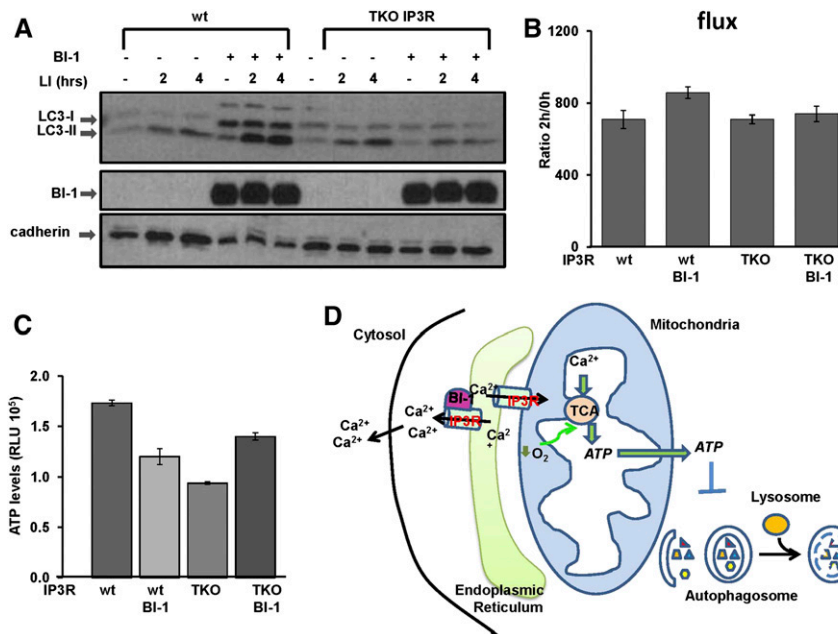 A
wt
TKO IP3R
BI-1
+ + + + + +
LI (hrs)
- 2 4 - 2 4 - 2 4 - 2 4
LC3-I
LC3-II
BI-1
cadherin
B
flux
Ratio 2h/0h
1200
800
400
0
IP3R wt wt TKO TKO
BI-1 BI-1
C
ATP levels (RLU 10⁵)
2.0
1.5
1.0
0.0
IP3R wt wt TKO TKO
BI-1 BI-1
D
Cytosol
Mitochondria
Ca²⁺
BI-1 Ca²⁺
IP3R
TCA
Ca²⁺
Ca²⁺ Ca²⁺
Ca²⁺
IP3R
Ca²
+
O₂
ATP
ATP
Lysosome
Endoplasmic
Reticulum
Autophagosome